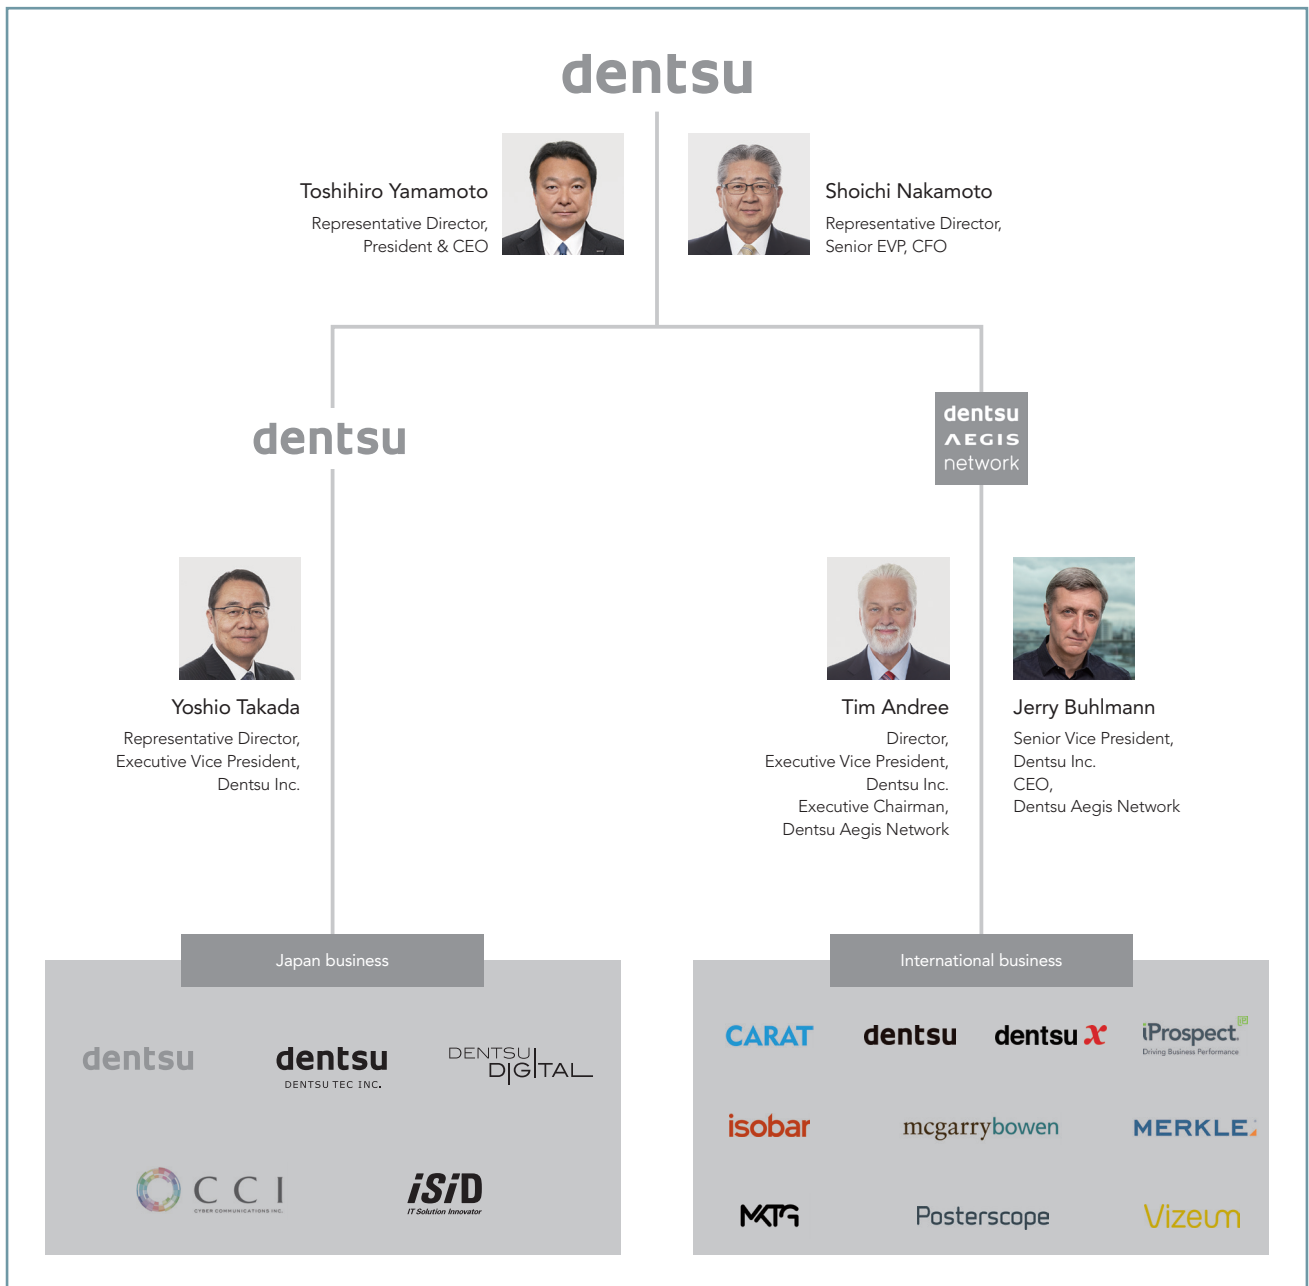 dentsu
Toshihiro Yamamoto
Representative Director,
President & CEO
Shoichi Nakamoto
Representative Director,
Senior EVP, CFO
dentsu
dentsu
AEGIS
network
Yoshio Takada
Representative Director,
Executive Vice President,
Dentsu Inc.
Tim Andree
Director,
Executive Vice President,
Dentsu Inc.
Executive Chairman,
Dentsu Aegis Network
Jerry Buhlmann
Senior Vice President,
Dentsu Inc.
CEO,
Dentsu Aegis Network
Japan business
dentsu
dentsu
DENTSU TEC INC.
DENTSU
DIGITAL
CCI
CYBER COMMUNICATIONS INC.
iSiD
IT Solution Innovator
International business
CARAT
dentsu
dentsu x
iProspect
Driving Business Performance
isobar
mcgarrybowen
MERKLE
MKTG
Posterscope
Vizeum